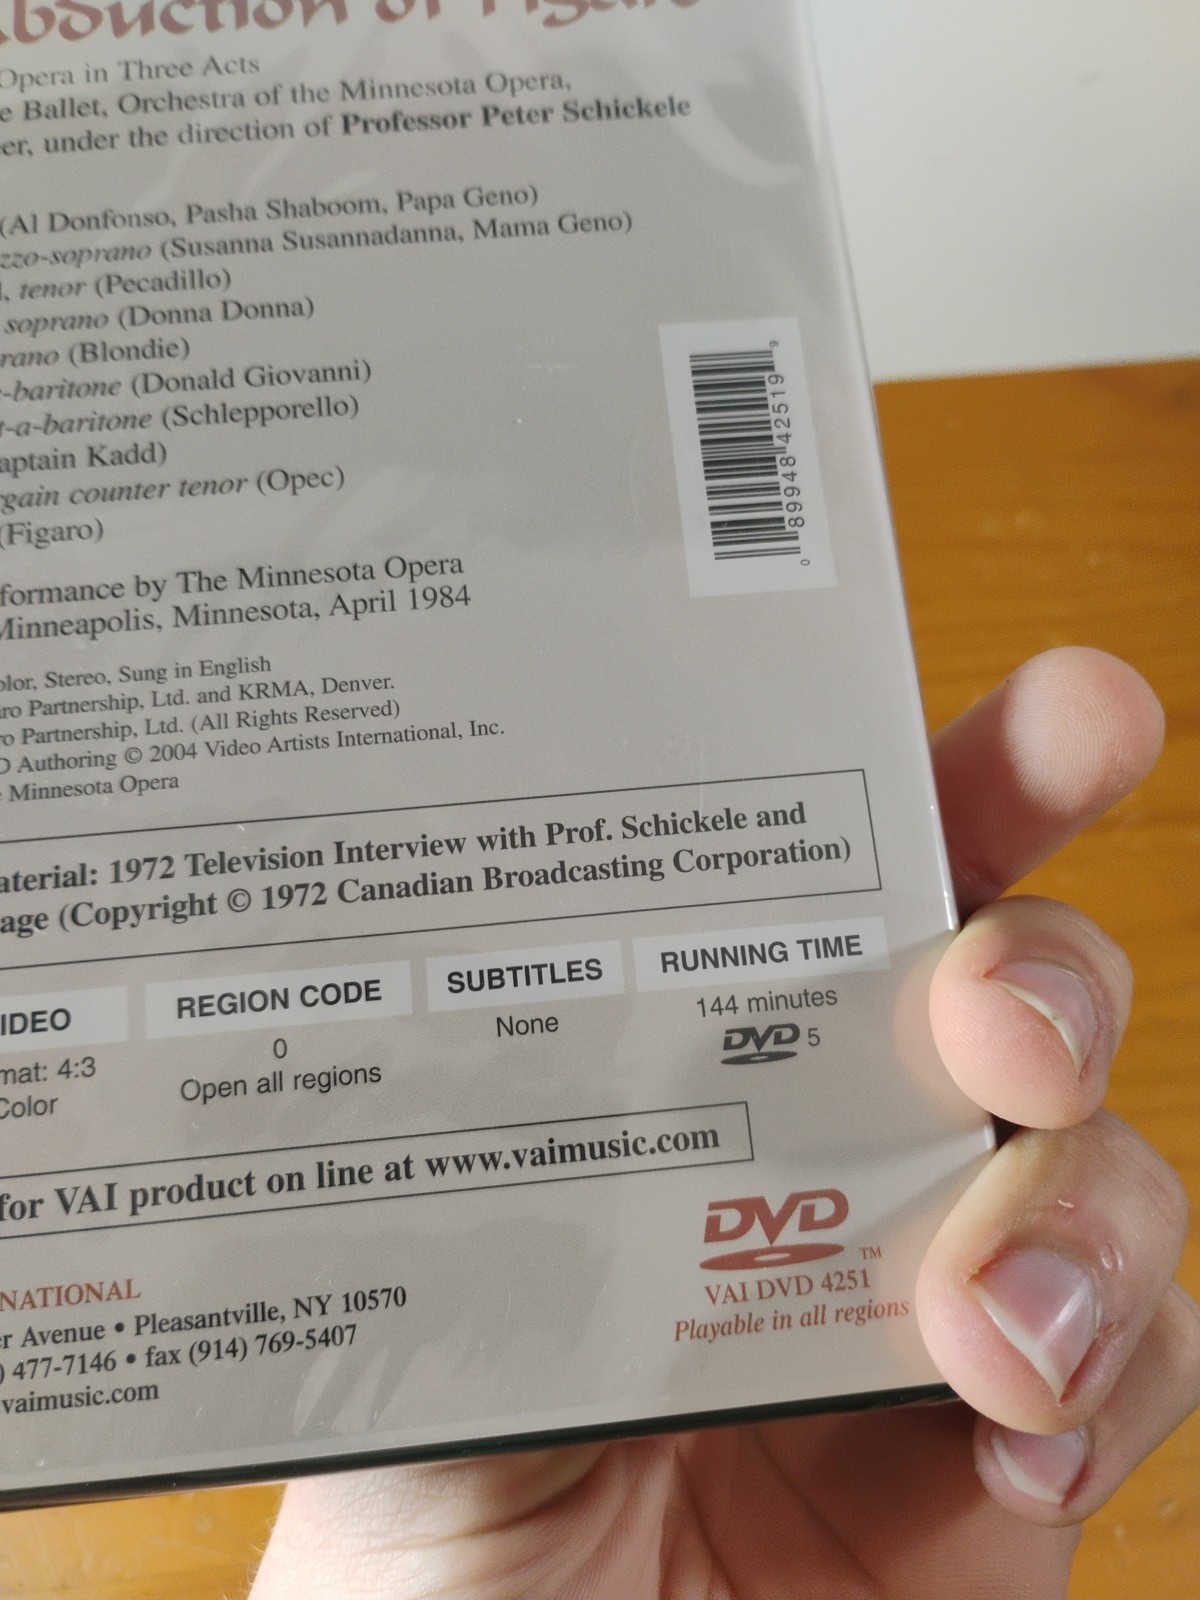 Abduction of Figaro
Opera in Three Acts
e Ballet, Orchestra of the Minnesota Opera,
er, under the direction of Professor Peter Schickele
(Al Donfonso, Pasha Shaboom, Papa Geno)
zzo-soprano (Susanna Susannadanna, Mama Geno)
l, tenor (Pecadillo)
soprano (Donna Donna)
rano (Blondie)
-baritone (Donald Giovanni)
t-a-baritone (Schlepporello)
aptain Kadd)
rgain counter tenor (Opec)
(Figaro)
0 89948 42519 9
formance by The Minnesota Opera
Minneapolis, Minnesota, April 1984
olor, Stereo, Sung in English
ro Partnership, Ltd. and KRMA, Denver.
o Partnership, Ltd. (All Rights Reserved)
D Authoring © 2004 Video Artists International, Inc.
Minnesota Opera
aterial: 1972 Television Interview with Prof. Schickele and
age (Copyright © 1972 Canadian Broadcasting Corporation)
IDEO
mat: 4:3
Color
REGION CODE
0
Open all regions
SUBTITLES
None
RUNNING TIME
144 minutes
DVD 5
for VAI product on line at www.vaimusic.com
DVD TM
VAI DVD 4251
Playable in all regions
NATIONAL
r Avenue • Pleasantville, NY 10570
) 477-7146 • fax (914) 769-5407
vaimusic.com